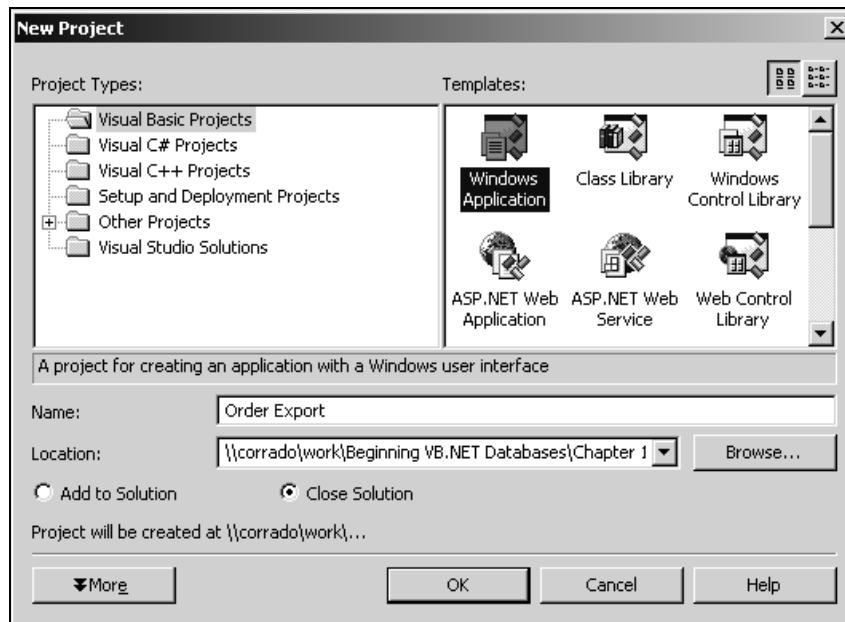 New Project
Project Types:
Templates:
Visual Basic Projects
Visual C# Projects
Visual C++ Projects
Setup and Deployment Projects
Other Projects
Visual Studio Solutions
Windows Application
Class Library
Windows Control Library
ASP.NET Web Application
ASP.NET Web Service
Web Control Library
A project for creating an application with a Windows user interface
Name:
Order Export
Location:
\\corrado\work\Beginning VB.NET Databases\Chapter 1
Browse...
Add to Solution
Close Solution
Project will be created at \\corrado\work\...
More
OK
Cancel
Help